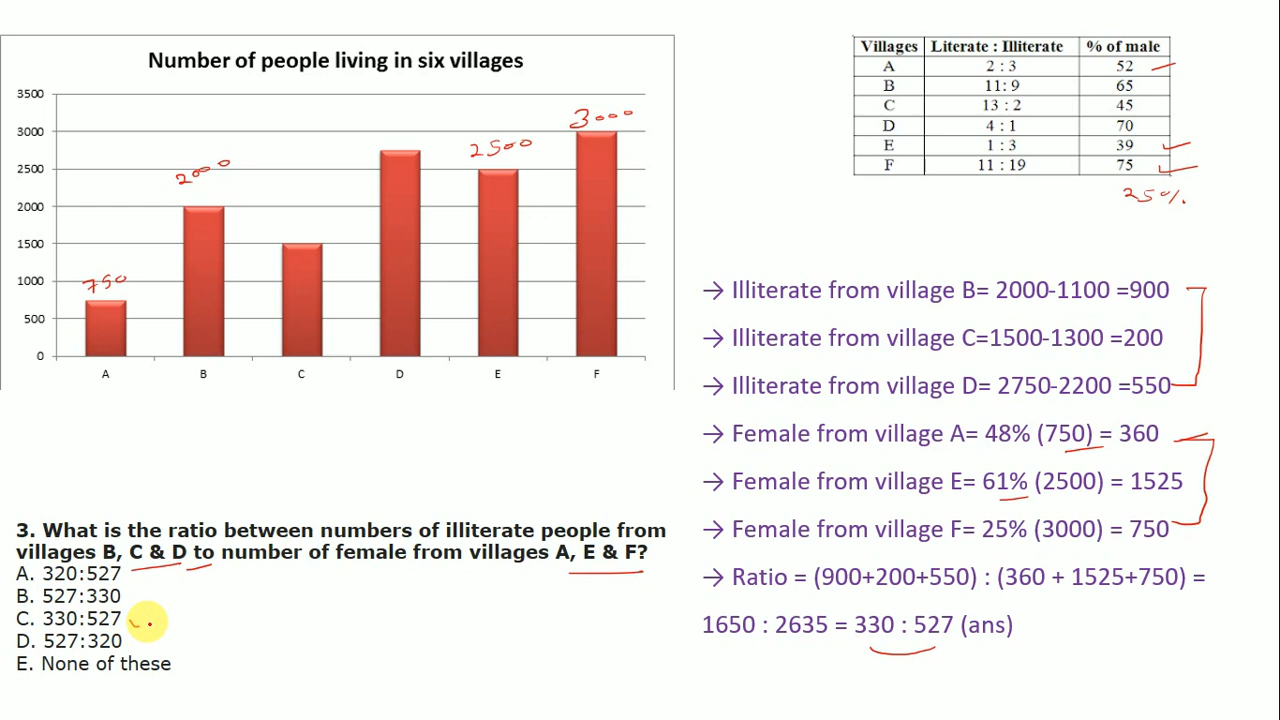 Number of people living in six villages
3500
3000
2500
2000
1500
1000
500
0
750
2000
2500
3000
A B C D E F
Villages Literate : Illiterate % of male
A 2 : 3 52
B 11: 9 65
C 13 : 2 45
D 4 : 1 70
E 1 : 3 39
F 11 : 19 75
25%
→ Illiterate from village B= 2000-1100 =900
→ Illiterate from village C=1500-1300 =200
→ Illiterate from village D= 2750-2200 =550
→ Female from village A= 48% (750) = 360
→ Female from village E= 61% (2500) = 1525
→ Female from village F= 25% (3000) = 750
→ Ratio = (900+200+550) : (360 + 1525+750) =
1650 : 2635 = 330 : 527 (ans)
3. What is the ratio between numbers of illiterate people from
villages B, C & D to number of female from villages A, E & F?
A. 320:527
B. 527:330
C. 330:527
D. 527:320
E. None of these